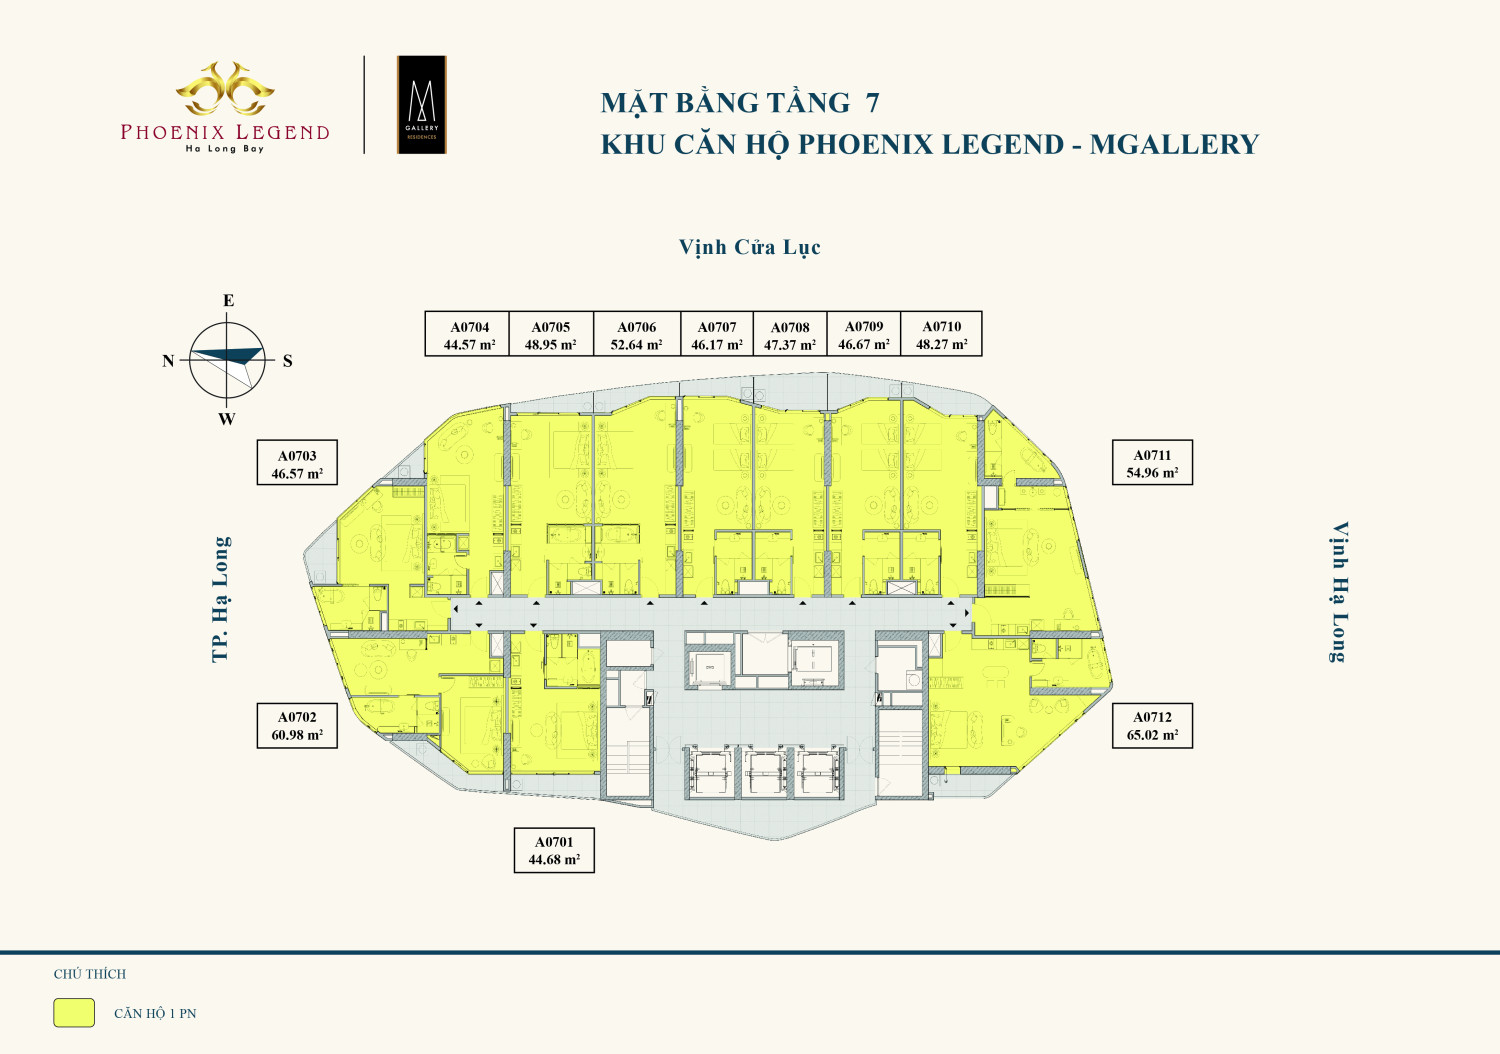 PHOENIX LEGEND
Ha Long Bay
GALLERY
RESIDENCES
MẶT BẰNG TẦNG 7
KHU CĂN HỘ PHOENIX LEGEND - MGALLERY
Vịnh Cửa Lục
E
N
S
W
A0704
44.57 m²
A0705
48.95 m²
A0706
52.64 m²
A0707
46.17 m²
A0708
47.37 m²
A0709
46.67 m²
A0710
48.27 m²
A0703
46.57 m²
A0711
54.96 m²
TP. Hạ Long
Vịnh Hạ Long
A0702
60.98 m²
A0712
65.02 m²
A0701
44.68 m²
CHÚ THÍCH
CĂN HỘ 1 PN